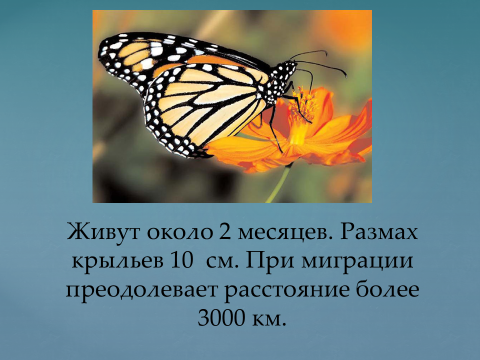 Живут около 2 месяцев. Размах
крыльев 10  см. При миграции
преодолевает расстояние более
3000 км.